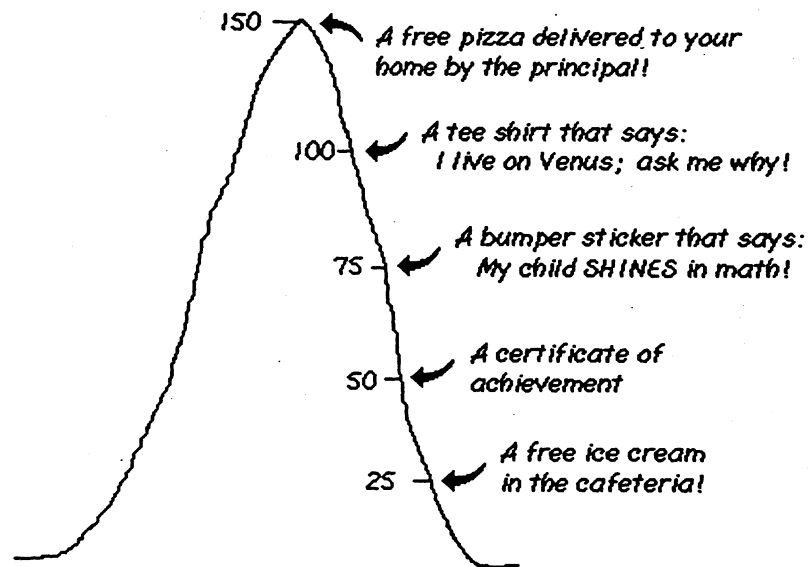 150
A free pizza delivered to your
home by the principal!
100
A tee shirt that says:
I live on Venus; ask me why!
75
A bumper sticker that says:
My child SHINES in math!
50
A certificate of
achievement
25
A free ice cream
in the cafeteria!